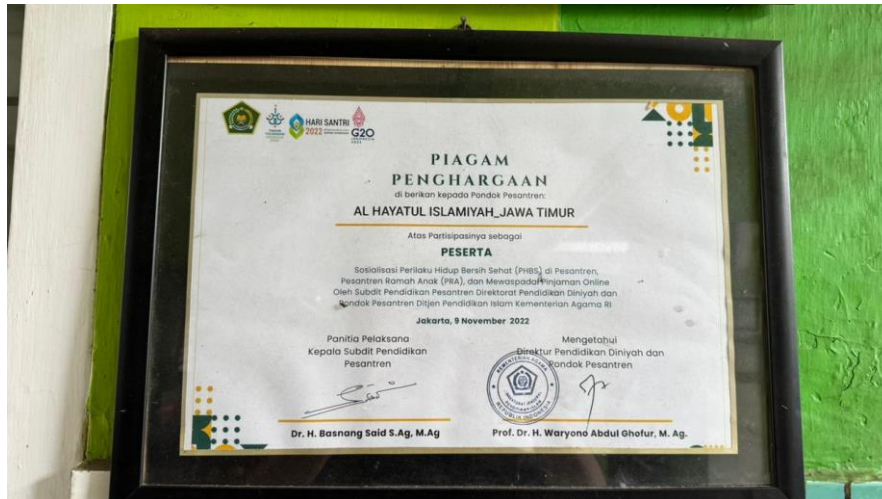 HARI SANTRI
2022
G20
PIAGAM
PENGHARGAAN
di berikan kepada Pondok Pesantren:
AL HAYATUL ISLAMIYAH_JAWA TIMUR
Atas Partisipasinya sebagai
PESERTA
Sosialisasi Perilaku Hidup Bersih Sehat (PHBS) di Pesantren,
Pesantren Ramah Anak (PRA), dan Mewaspadai Pinjaman Online
Oleh Subdit Pendidikan Pesantren Direktorat Pendidikan Diniyah dan
Pondok Pesantren Ditjen Pendidikan Islam Kementerian Agama RI
Jakarta, 9 November 2022
Panitia Pelaksana
Kepala Subdit Pendidikan
Pesantren
Mengetahui
Direktur Pendidikan Diniyah dan
Pondok Pesantren
KEMENTERIAN AGAMA
REPUBLIK INDONESIA
Dr. H. Basnang Said S.Ag, M.Ag
Prof. Dr. H. Waryono Abdul Ghofur, M. Ag.